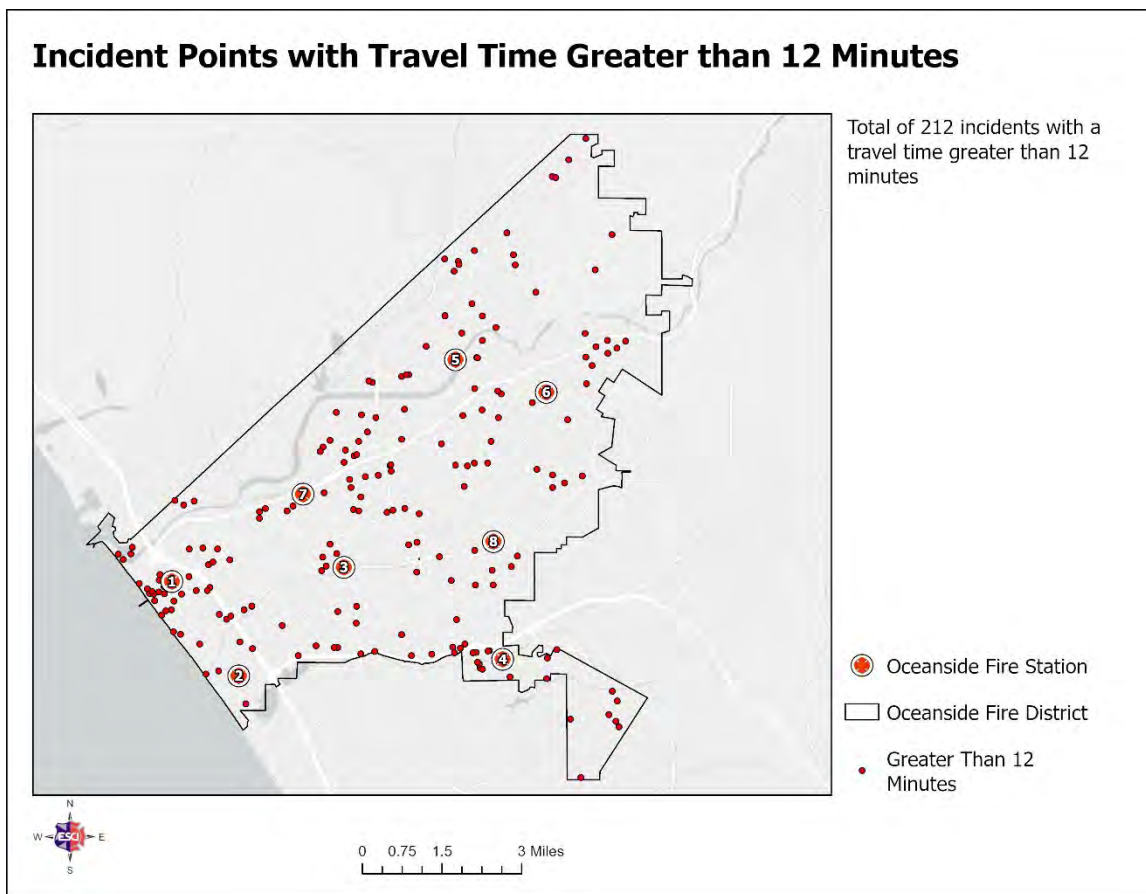 Incident Points with Travel Time Greater than 12 Minutes
Total of 212 incidents with a
travel time greater than 12
minutes
5
6
7
8
3
1
4
2
Oceanside Fire Station
Oceanside Fire District
Greater Than 12
Minutes
N
W ESCI E
S
0 0.75 1.5 3 Miles